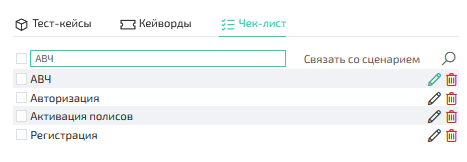 Тест-кейсы Кейворды Чек-лист
АВЧ Связать со сценарием
АВЧ
Авторизация
Активация полисов
Регистрация